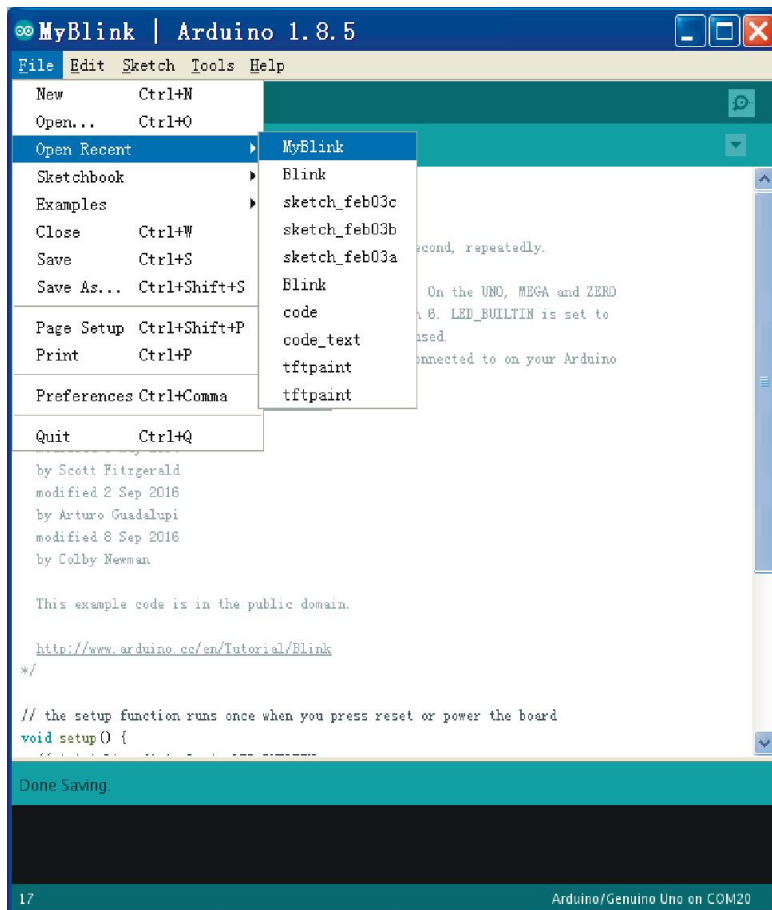 MyBlink | Arduino 1.8.5
File Edit Sketch Tools Help
New Ctrl+N
Open... Ctrl+O
Open Recent
Sketchbook
Examples
Close Ctrl+W
Save Ctrl+S
Save As... Ctrl+Shift+S
Page Setup Ctrl+Shift+P
Print Ctrl+P
Preferences Ctrl+Comma
Quit Ctrl+Q
MyBlink
Blink
sketch_feb03c
sketch_feb03b
sketch_feb03a
Blink
code
code_text
tftpaint
tftpaint
repeatedly.
On the UNO, MEGA and ZERO
6. LED_BUILTIN is set to
to on your Arduino
by Scott Fitzgerald
modified 2 Sep 2016
by Arturo Guadalupi
modified 8 Sep 2016
by Colby Newman
This example code is in the public domain.
http://www.arduino.cc/en/Tutorial/Blink
*/
// the setup function runs once when you press reset or power the board
void setup() {
Done Saving.
17 Arduino/Genuino Uno on COM20